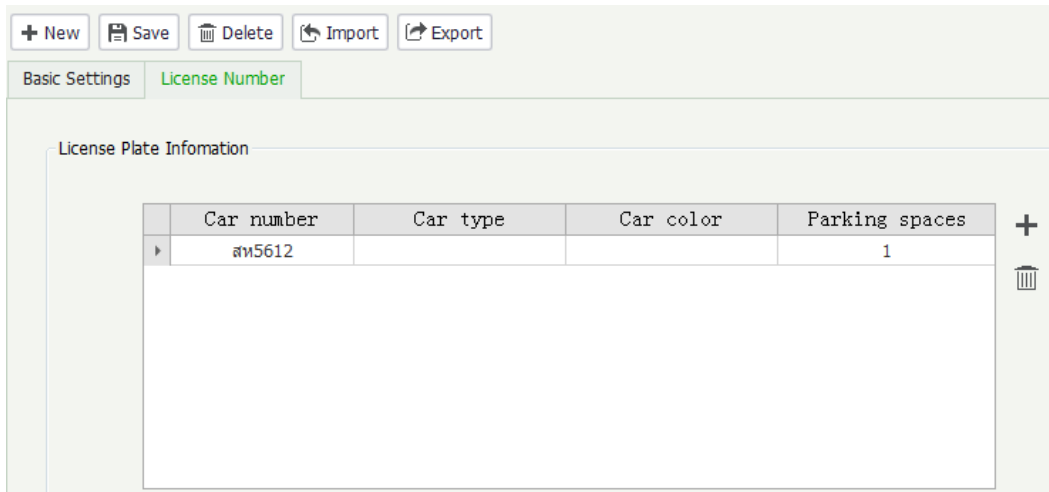 New Save Delete Import Export
Basic Settings License Number
License Plate Infomation
Car number Car type Car color Parking spaces
สห5612 1